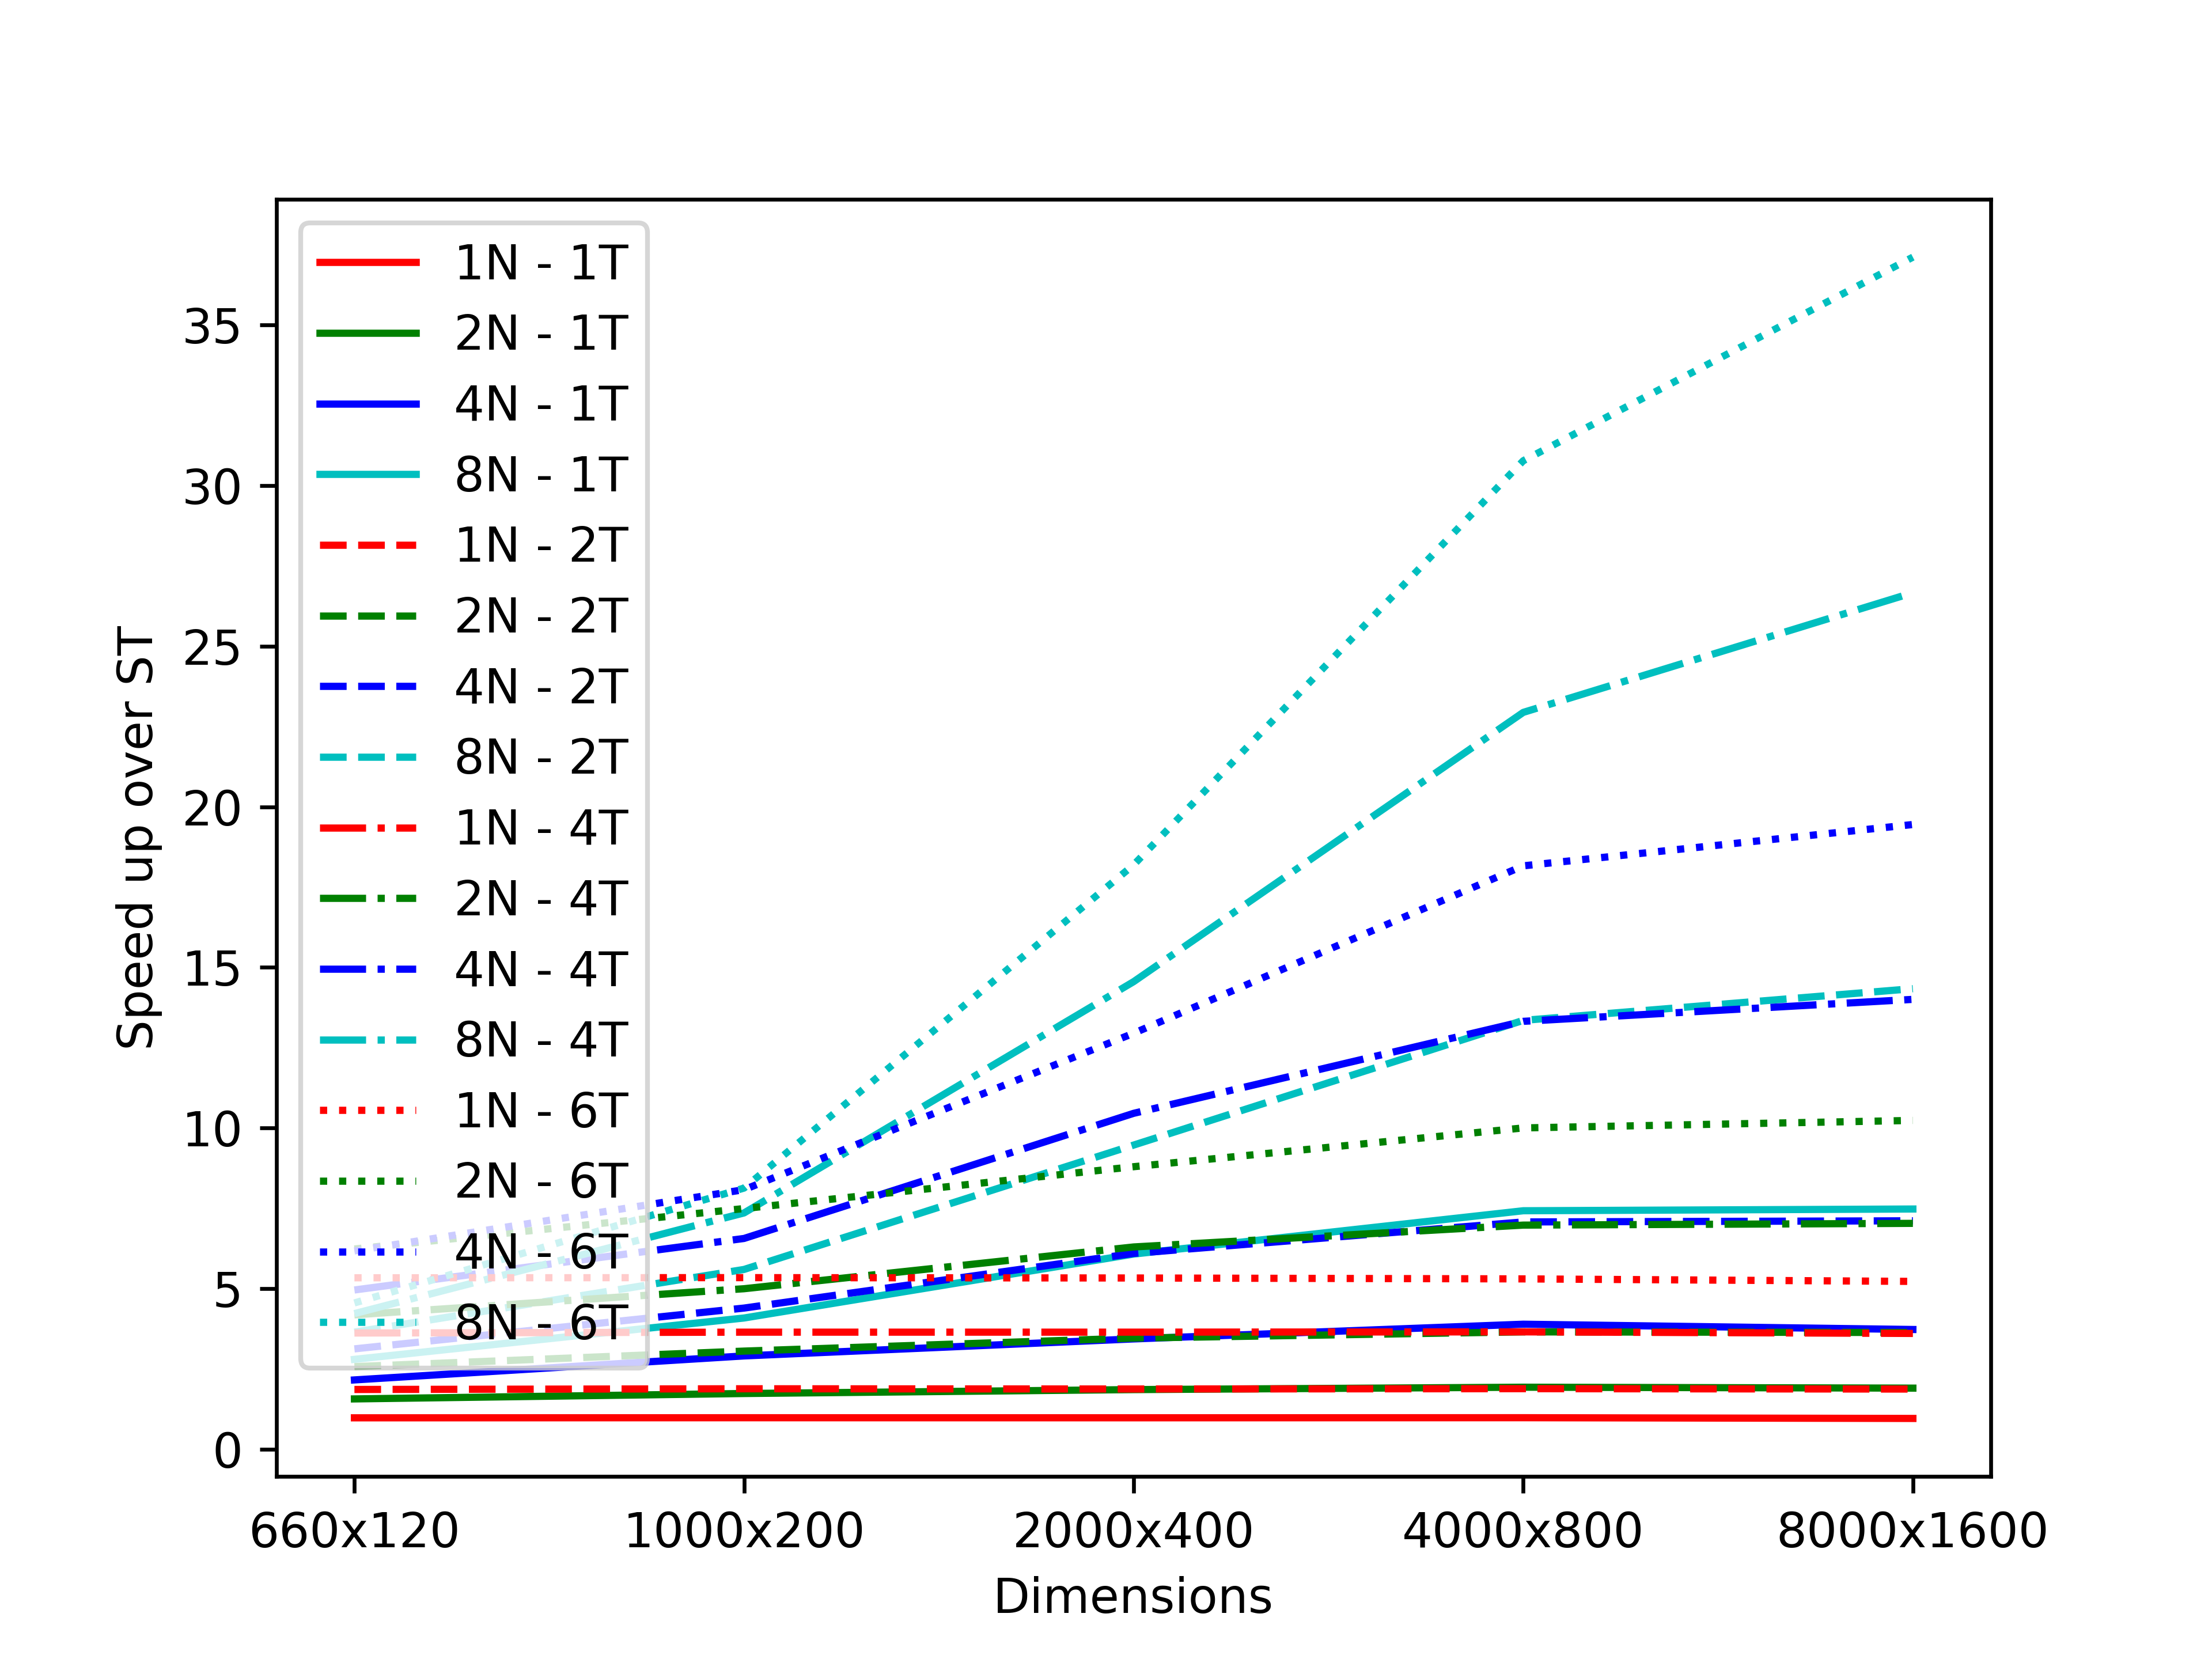 1N - 1T
2N - 1T
4N - 1T
8N - 1T
1N - 2T
2N - 2T
4N - 2T
8N - 2T
1N - 4T
2N - 4T
4N - 4T
8N - 4T
1N - 6T
2N - 6T
4N - 6T
8N - 6T
35
30
25
20
15
10
5
0
Speed up over ST
660x120 1000x200 2000x400 4000x800 8000x1600
Dimensions